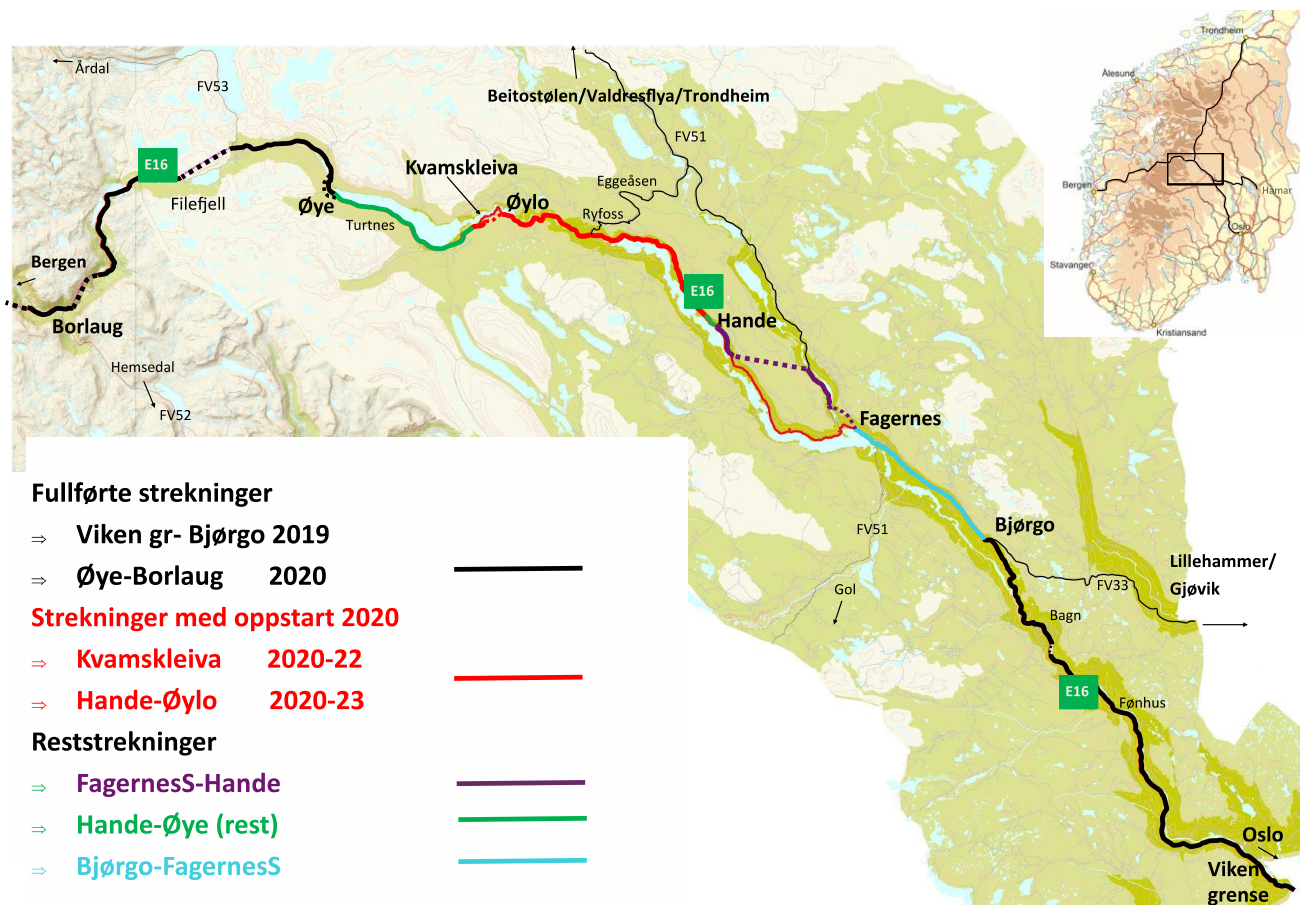 Årdal
FV53
Beitostølen/Valdresflya/Trondheim
FV51
E16
Kvamskleiva
Eggeåsen
Filefjell
Øye
Øylo
Ryfoss
Turtnes
Bergen
E16
Hande
Borlaug
Hemsedal
FV52
Fagernes
FV51
Bjørgo
Gol
FV33
Lillehammer/
Gjøvik
Bagn
E16
Fønhus
Oslo
Viken
grense
Trondheim
Ålesund
Bergen
Hamar
Oslo
Stavanger
Kristiansand
Fullførte strekninger
⇒ Viken gr- Bjørgo 2019
⇒ Øye-Borlaug 2020
Strekninger med oppstart 2020
⇒ Kvamskleiva 2020-22
⇒ Hande-Øylo 2020-23
Reststrekninger
⇒ FagernesS-Hande
⇒ Hande-Øye (rest)
⇒ Bjørgo-FagernesS